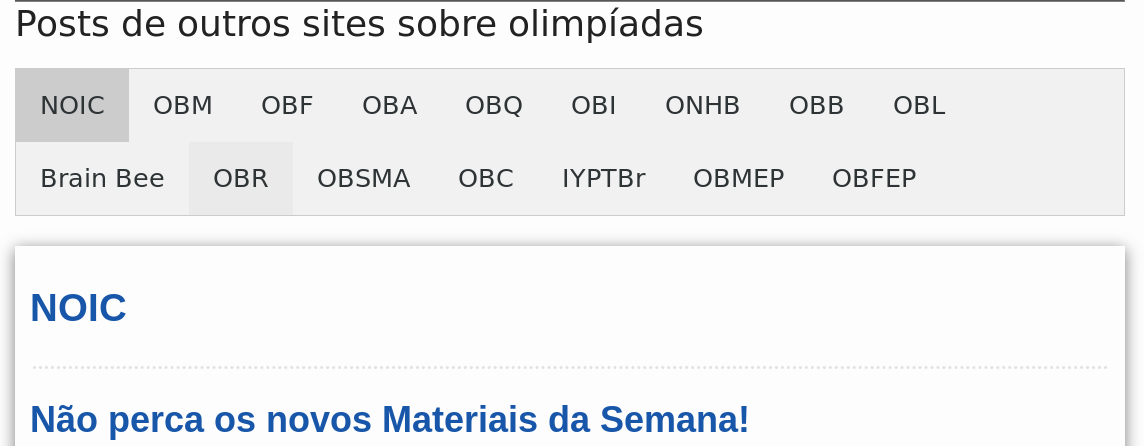 Posts de outros sites sobre olimpíadas
NOIC OBM OBF OBA OBQ OBI ONHB OBB OBL
Brain Bee OBR OBSMA OBC IYPTBr OBMEP OBFEP
NOIC
Não perca os novos Materiais da Semana!